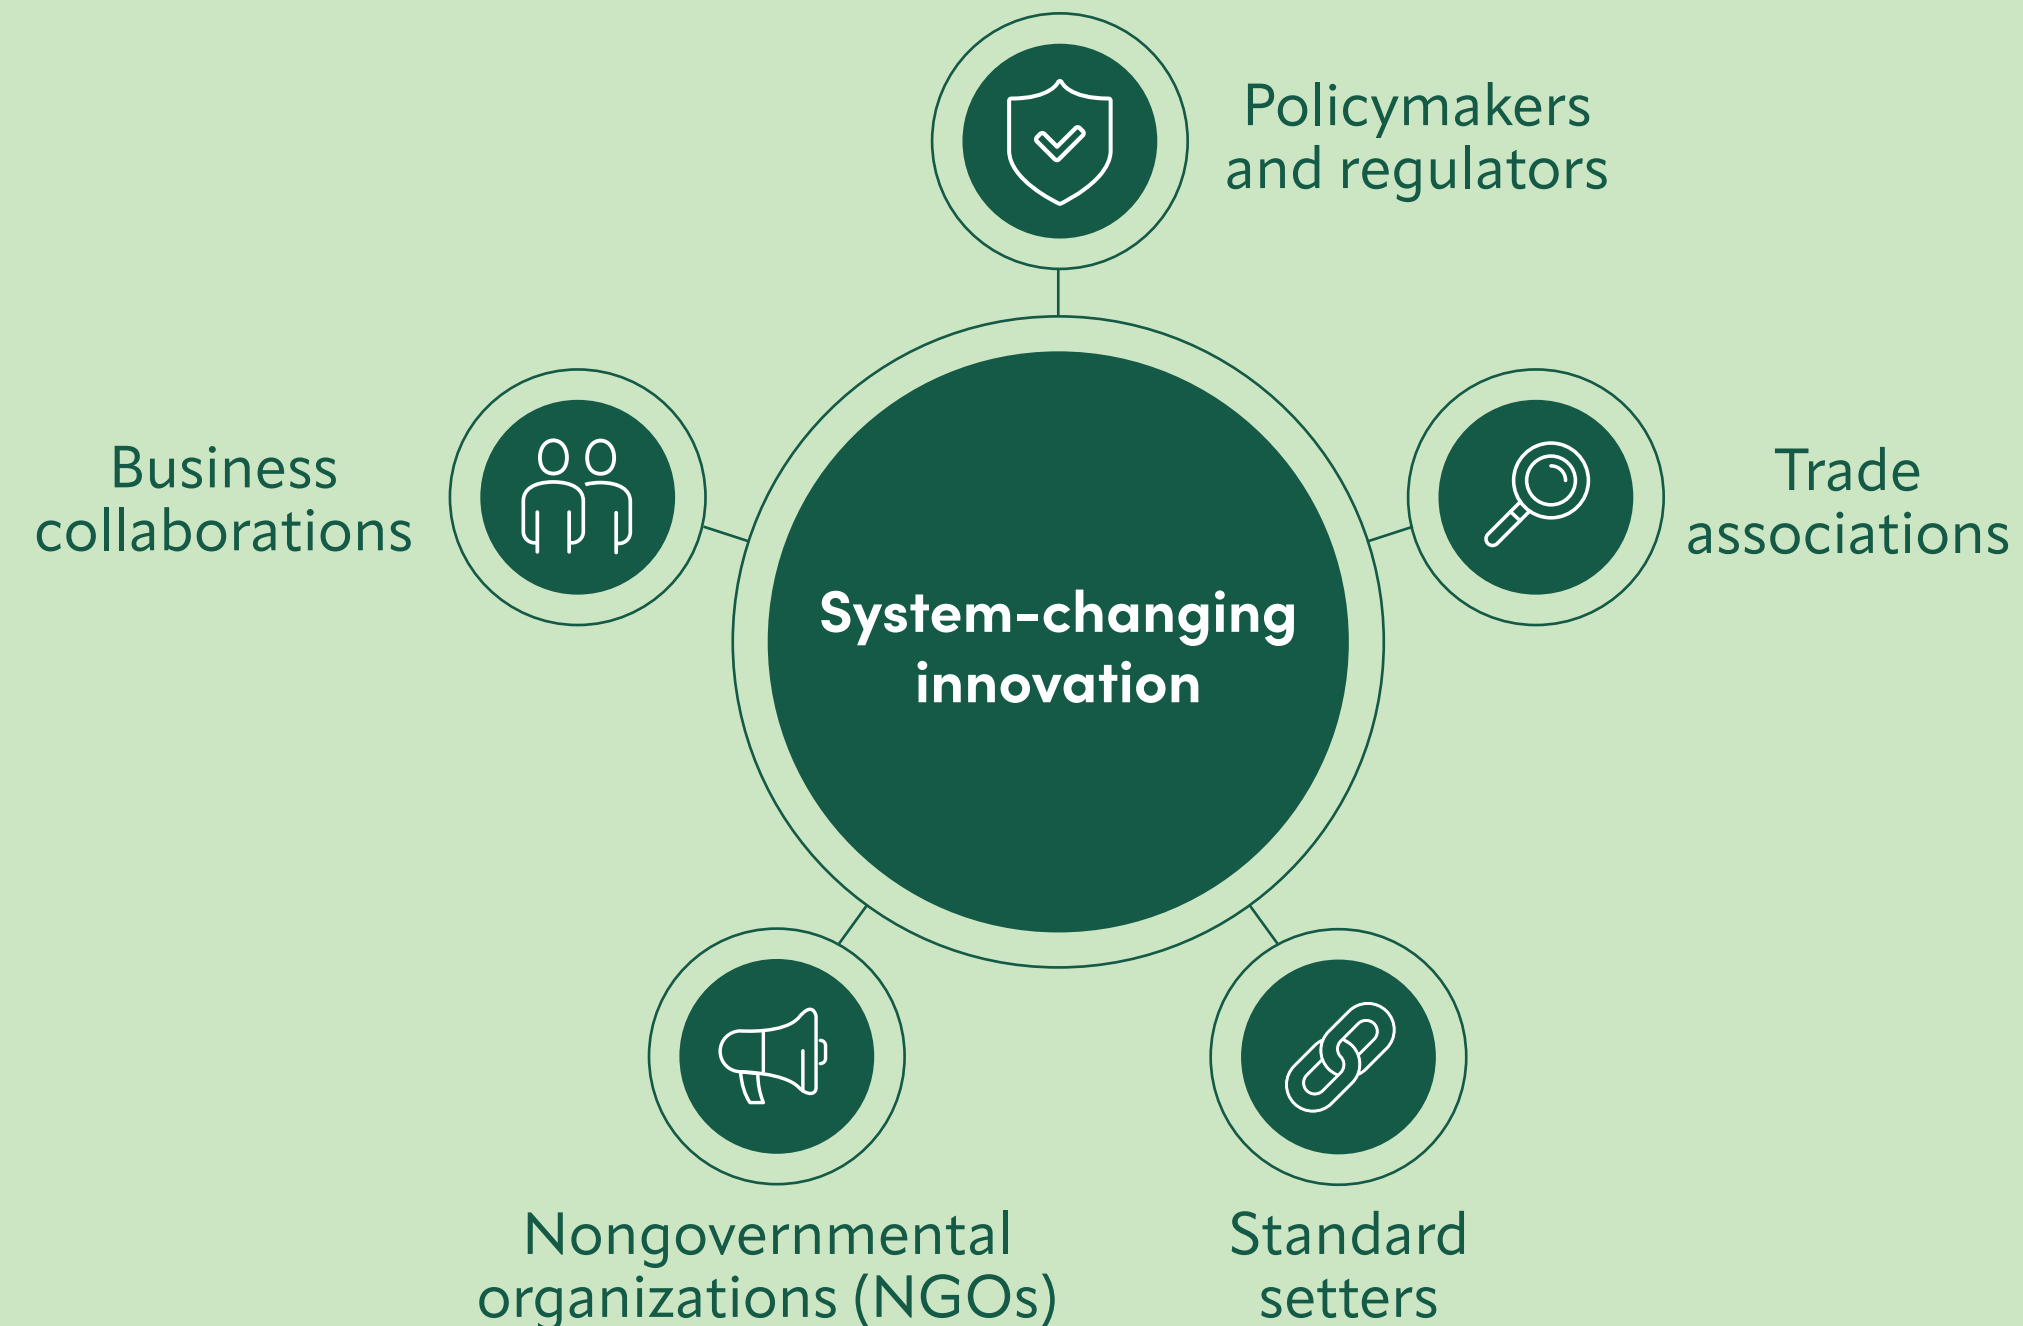 Policymakers
and regulators
Business
collaborations
Trade
associations
System-changing
innovation
Nongovernmental
organizations (NGOs)
Standard
setters